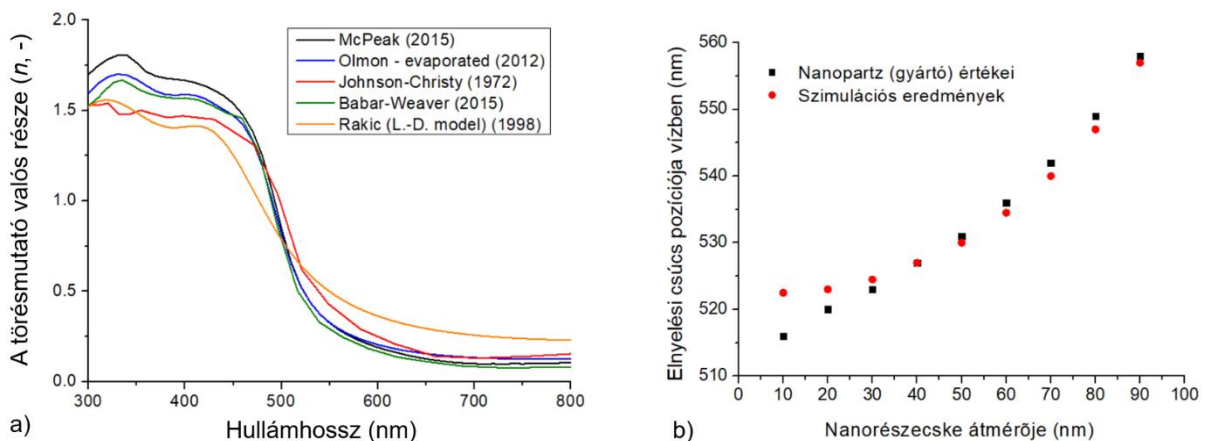 2.0
1.5
1.0
0.5
0.0
A törésmutató valós része (n, -)
McPeak (2015)
Olmon - evaporated (2012)
Johnson-Christy (1972)
Babar-Weaver (2015)
Rakic (L.-D. model) (1998)
300 400 500 600 700 800
Hullámhossz (nm)
a)
560
550
540
530
520
510
Elnyelési csúcs pozíciója vízben (nm)
Nanopartz (gyártó) értékei
Szimulációs eredmények
0 10 20 30 40 50 60 70 80 90 100
Nanorészecske átmérõje (nm)
b)